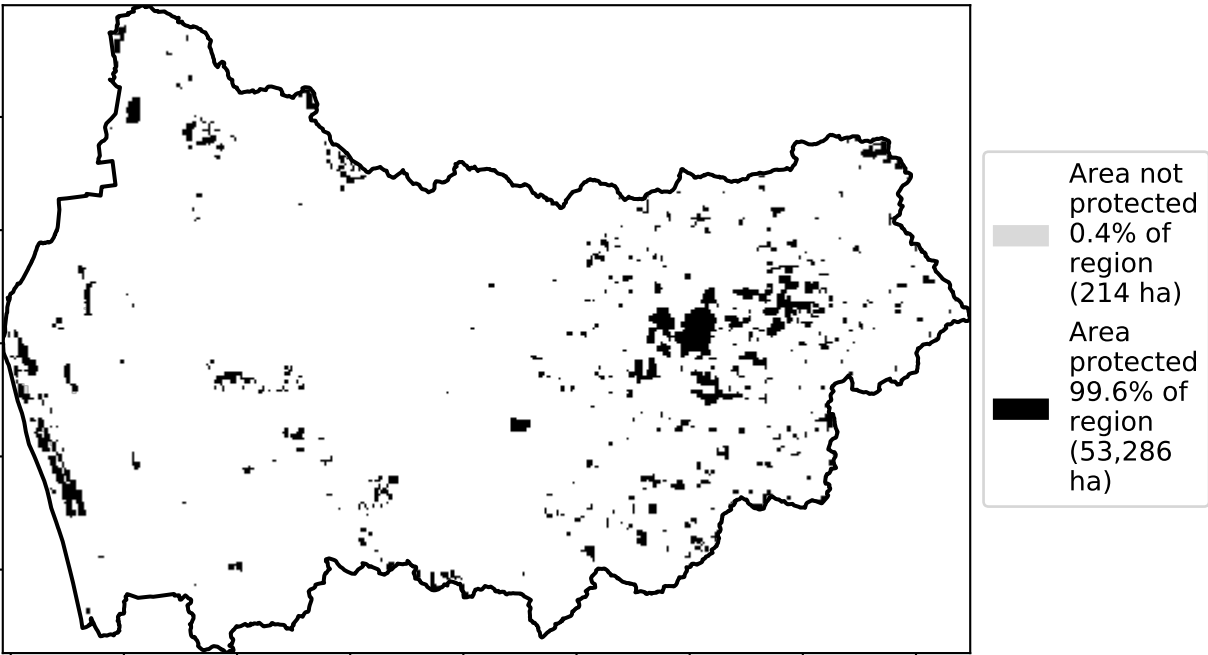 Area not
protected
0.4% of
region
(214 ha)
Area
protected
99.6% of
region
(53,286
ha)